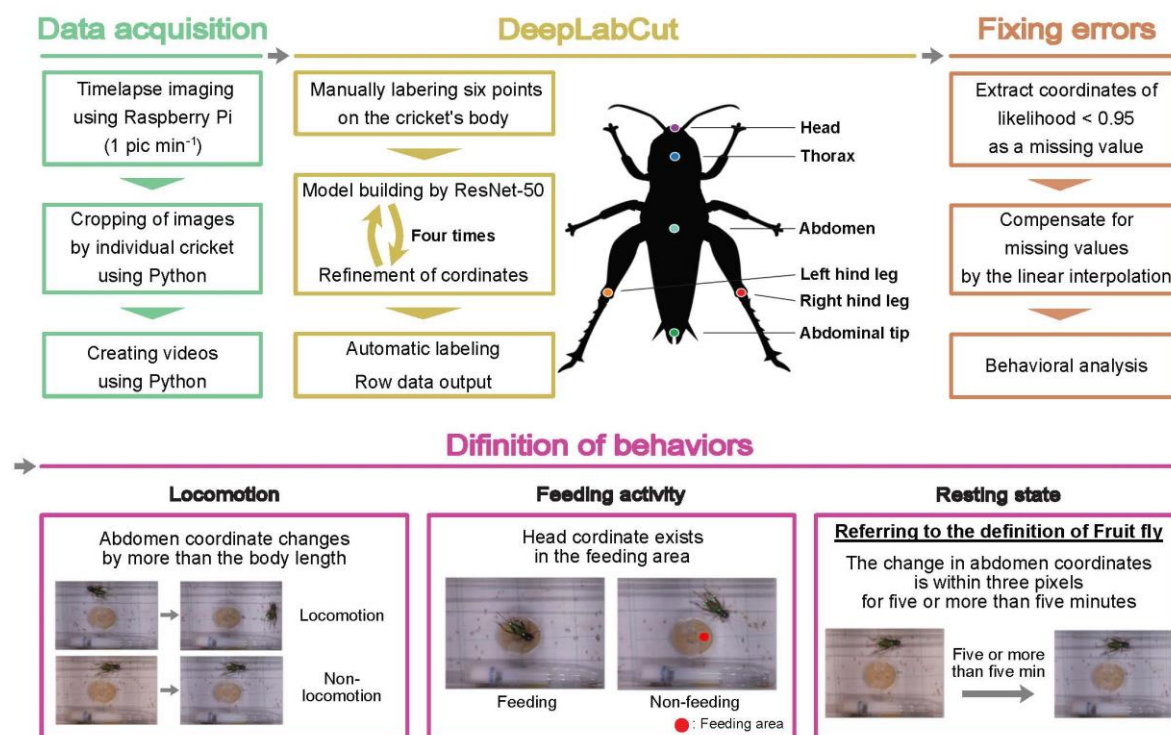 Data acquisition
Timelapse imaging
using Raspberry Pi
(1 pic min⁻¹)
Cropping of images
by individual cricket
using Python
Creating videos
using Python
DeepLabCut
Manually labering six points
on the cricket's body
Model building by ResNet-50
Four times
Refinement of cordinates
Automatic labeling
Row data output
Head
Thorax
Abdomen
Left hind leg
Right hind leg
Abdominal tip
Fixing errors
Extract coordinates of
likelihood < 0.95
as a missing value
Compensate for
missing values
by the linear interpolation
Behavioral analysis
Difinition of behaviors
Locomotion
Abdomen coordinate changes
by more than the body length
Locomotion
Non-
locomotion
Feeding activity
Head cordinate exists
in the feeding area
Feeding
Non-feeding
: Feeding area
Resting state
Referring to the definition of Fruit fly
The change in abdomen coordinates
is within three pixels
for five or more than five minutes
Five or more
than five min